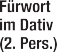 Fürwort
im Dativ
(2. Pers.)